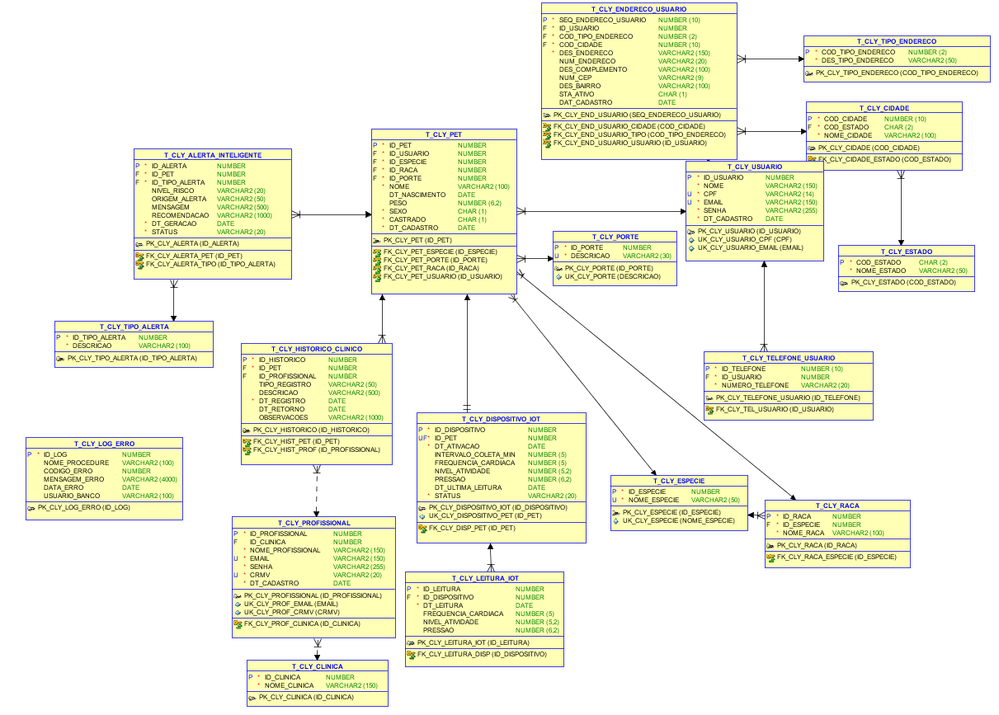 T_CLY_ENDERECO_USUARIO
P * SEQ_ENDERECO_USUARIO NUMBER (10)
F * ID_USUARIO NUMBER
F * COD_TIPO_ENDERECO NUMBER (2)
F * COD_CIDADE NUMBER (10)
* DES_ENDERECO VARCHAR2 (150)
NUM_ENDERECO VARCHAR2 (20)
DES_COMPLEMENTO VARCHAR2 (100)
NUM_CEP VARCHAR2 (9)
DES_BAIRRO VARCHAR2 (100)
STA_ATIVO CHAR (1)
DAT_CADASTRO DATE
PK_CLY_END_USUARIO (SEQ_ENDERECO_USUARIO)
FK_CLY_END_USUARIO_CIDADE (COD_CIDADE)
FK_CLY_END_USUARIO_TIPO (COD_TIPO_ENDERECO)
FK_CLY_END_USUARIO_USUARIO (ID_USUARIO)
T_CLY_TIPO_ENDERECO
P * COD_TIPO_ENDERECO NUMBER (2)
* DES_TIPO_ENDERECO VARCHAR2 (50)
PK_CLY_TIPO_ENDERECO (COD_TIPO_ENDERECO)
T_CLY_CIDADE
P * COD_CIDADE NUMBER (10)
F * COD_ESTADO CHAR (2)
* NOME_CIDADE VARCHAR2 (100)
PK_CLY_CIDADE (COD_CIDADE)
FK_CLY_CIDADE_ESTADO (COD_ESTADO)
T_CLY_PET
P * ID_PET NUMBER
F * ID_USUARIO NUMBER
F * ID_ESPECIE NUMBER
F * ID_RACA NUMBER
F * ID_PORTE NUMBER
* NOME VARCHAR2 (100)
DT_NASCIMENTO DATE
PESO NUMBER (6,2)
* SEXO CHAR (1)
* CASTRADO CHAR (1)
* DT_CADASTRO DATE
PK_CLY_PET (ID_PET)
FK_CLY_PET_ESPECIE (ID_ESPECIE)
FK_CLY_PET_PORTE (ID_PORTE)
FK_CLY_PET_RACA (ID_RACA)
FK_CLY_PET_USUARIO (ID_USUARIO)
T_CLY_ALERTA_INTELIGENTE
P * ID_ALERTA NUMBER
F * ID_PET NUMBER
F * ID_TIPO_ALERTA NUMBER
NIVEL_RISCO VARCHAR2 (20)
ORIGEM_ALERTA VARCHAR2 (50)
MENSAGEM VARCHAR2 (500)
RECOMENDACAO VARCHAR2 (1000)
* DT_GERACAO DATE
* STATUS VARCHAR2 (20)
PK_CLY_ALERTA (ID_ALERTA)
FK_CLY_ALERTA_PET (ID_PET)
FK_CLY_ALERTA_TIPO (ID_TIPO_ALERTA)
T_CLY_USUARIO
P * ID_USUARIO NUMBER
* NOME VARCHAR2 (150)
U * CPF VARCHAR2 (14)
U * EMAIL VARCHAR2 (150)
* SENHA VARCHAR2 (255)
* DT_CADASTRO DATE
PK_CLY_USUARIO (ID_USUARIO)
UK_CLY_USUARIO_CPF (CPF)
UK_CLY_USUARIO_EMAIL (EMAIL)
T_CLY_PORTE
P * ID_PORTE NUMBER
U * DESCRICAO VARCHAR2 (30)
PK_CLY_PORTE (ID_PORTE)
UK_CLY_PORTE (DESCRICAO)
T_CLY_ESTADO
P * COD_ESTADO CHAR (2)
* NOME_ESTADO VARCHAR2 (50)
PK_CLY_ESTADO (COD_ESTADO)
T_CLY_TIPO_ALERTA
P * ID_TIPO_ALERTA NUMBER
* DESCRICAO VARCHAR2 (100)
PK_CLY_TIPO_ALERTA (ID_TIPO_ALERTA)
T_CLY_HISTORICO_CLINICO
P * ID_HISTORICO NUMBER
F * ID_PET NUMBER
F ID_PROFISSIONAL NUMBER
TIPO_REGISTRO VARCHAR2 (50)
DESCRICAO VARCHAR2 (500)
* DT_REGISTRO DATE
DT_RETORNO DATE
OBSERVACOES VARCHAR2 (1000)
PK_CLY_HISTORICO (ID_HISTORICO)
FK_CLY_HIST_PET (ID_PET)
FK_CLY_HIST_PROF (ID_PROFISSIONAL)
T_CLY_TELEFONE_USUARIO
P * ID_TELEFONE NUMBER (10)
F * ID_USUARIO NUMBER
* NUMERO_TELEFONE VARCHAR2 (20)
PK_CLY_TELEFONE_USUARIO (ID_TELEFONE)
FK_CLY_TEL_USUARIO (ID_USUARIO)
T_CLY_DISPOSITIVO_IOT
P * ID_DISPOSITIVO NUMBER
UF * ID_PET NUMBER
* DT_ATIVACAO DATE
INTERVALO_COLETA_MIN NUMBER (5)
FREQUENCIA_CARDIACA NUMBER (5)
NIVEL_ATIVIDADE NUMBER (5,2)
PRESSAO NUMBER (6,2)
DT_ULTIMA_LEITURA DATE
* STATUS VARCHAR2 (20)
PK_CLY_DISPOSITIVO_IOT (ID_DISPOSITIVO)
UK_CLY_DISPOSITIVO_PET (ID_PET)
FK_CLY_DISP_PET (ID_PET)
T_CLY_LOG_ERRO
P * ID_LOG NUMBER
NOME_PROCEDURE VARCHAR2 (100)
CODIGO_ERRO NUMBER
MENSAGEM_ERRO VARCHAR2 (4000)
DATA_ERRO DATE
USUARIO_BANCO VARCHAR2 (100)
PK_CLY_LOG_ERRO (ID_LOG)
T_CLY_ESPECIE
P * ID_ESPECIE NUMBER
U * NOME_ESPECIE VARCHAR2 (50)
PK_CLY_ESPECIE (ID_ESPECIE)
UK_CLY_ESPECIE (NOME_ESPECIE)
T_CLY_RACA
P * ID_RACA NUMBER
F * ID_ESPECIE NUMBER
* NOME_RACA VARCHAR2 (100)
PK_CLY_RACA (ID_RACA)
FK_CLY_RACA_ESPECIE (ID_ESPECIE)
T_CLY_PROFISSIONAL
P * ID_PROFISSIONAL NUMBER
F ID_CLINICA NUMBER
* NOME_PROFISSIONAL VARCHAR2 (150)
U * EMAIL VARCHAR2 (150)
* SENHA VARCHAR2 (255)
U * CRMV VARCHAR2 (20)
* DT_CADASTRO DATE
PK_CLY_PROFISSIONAL (ID_PROFISSIONAL)
UK_CLY_PROF_EMAIL (EMAIL)
UK_CLY_PROF_CRMV (CRMV)
FK_CLY_PROF_CLINICA (ID_CLINICA)
T_CLY_LEITURA_IOT
P * ID_LEITURA NUMBER
F * ID_DISPOSITIVO NUMBER
* DT_LEITURA DATE
FREQUENCIA_CARDIACA NUMBER (5)
NIVEL_ATIVIDADE NUMBER (5,2)
PRESSAO NUMBER (6,2)
PK_CLY_LEITURA_IOT (ID_LEITURA)
FK_CLY_LEITURA_DISP (ID_DISPOSITIVO)
T_CLY_CLINICA
P * ID_CLINICA NUMBER
* NOME_CLINICA VARCHAR2 (150)
PK_CLY_CLINICA (ID_CLINICA)